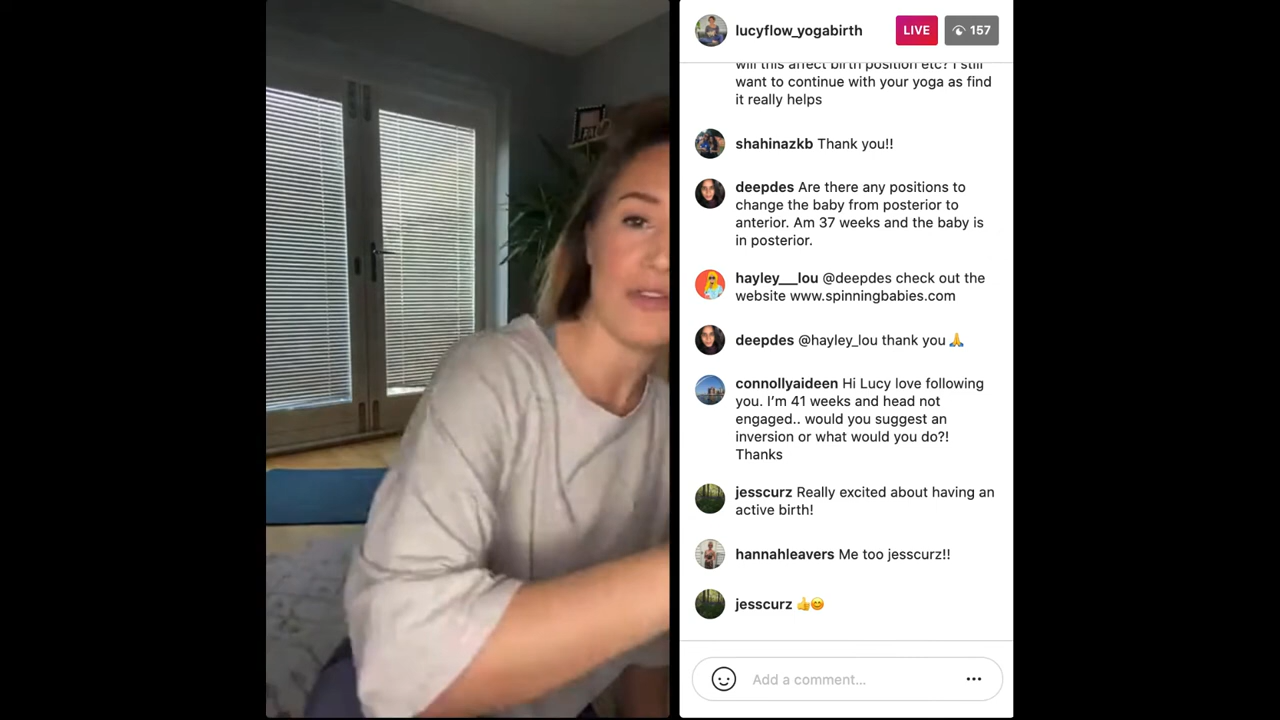 lucyflow_yogabirth LIVE 157
will this affect birth position etc? I still
want to continue with your yoga as find
it really helps
shahinazkb Thank you!!
deepdes Are there any positions to
change the baby from posterior to
anterior. Am 37 weeks and the baby is
in posterior.
hayley___lou @deepdes check out the
website www.spinningbabies.com
deepdes @hayley_lou thank you 🙏
connollyaideen Hi Lucy love following
you. I’m 41 weeks and head not
engaged.. would you suggest an
inversion or what would you do?!
Thanks
jesscurz Really excited about having an
active birth!
hannahleavers Me too jesscurz!!
jesscurz 👍😊
Add a comment...